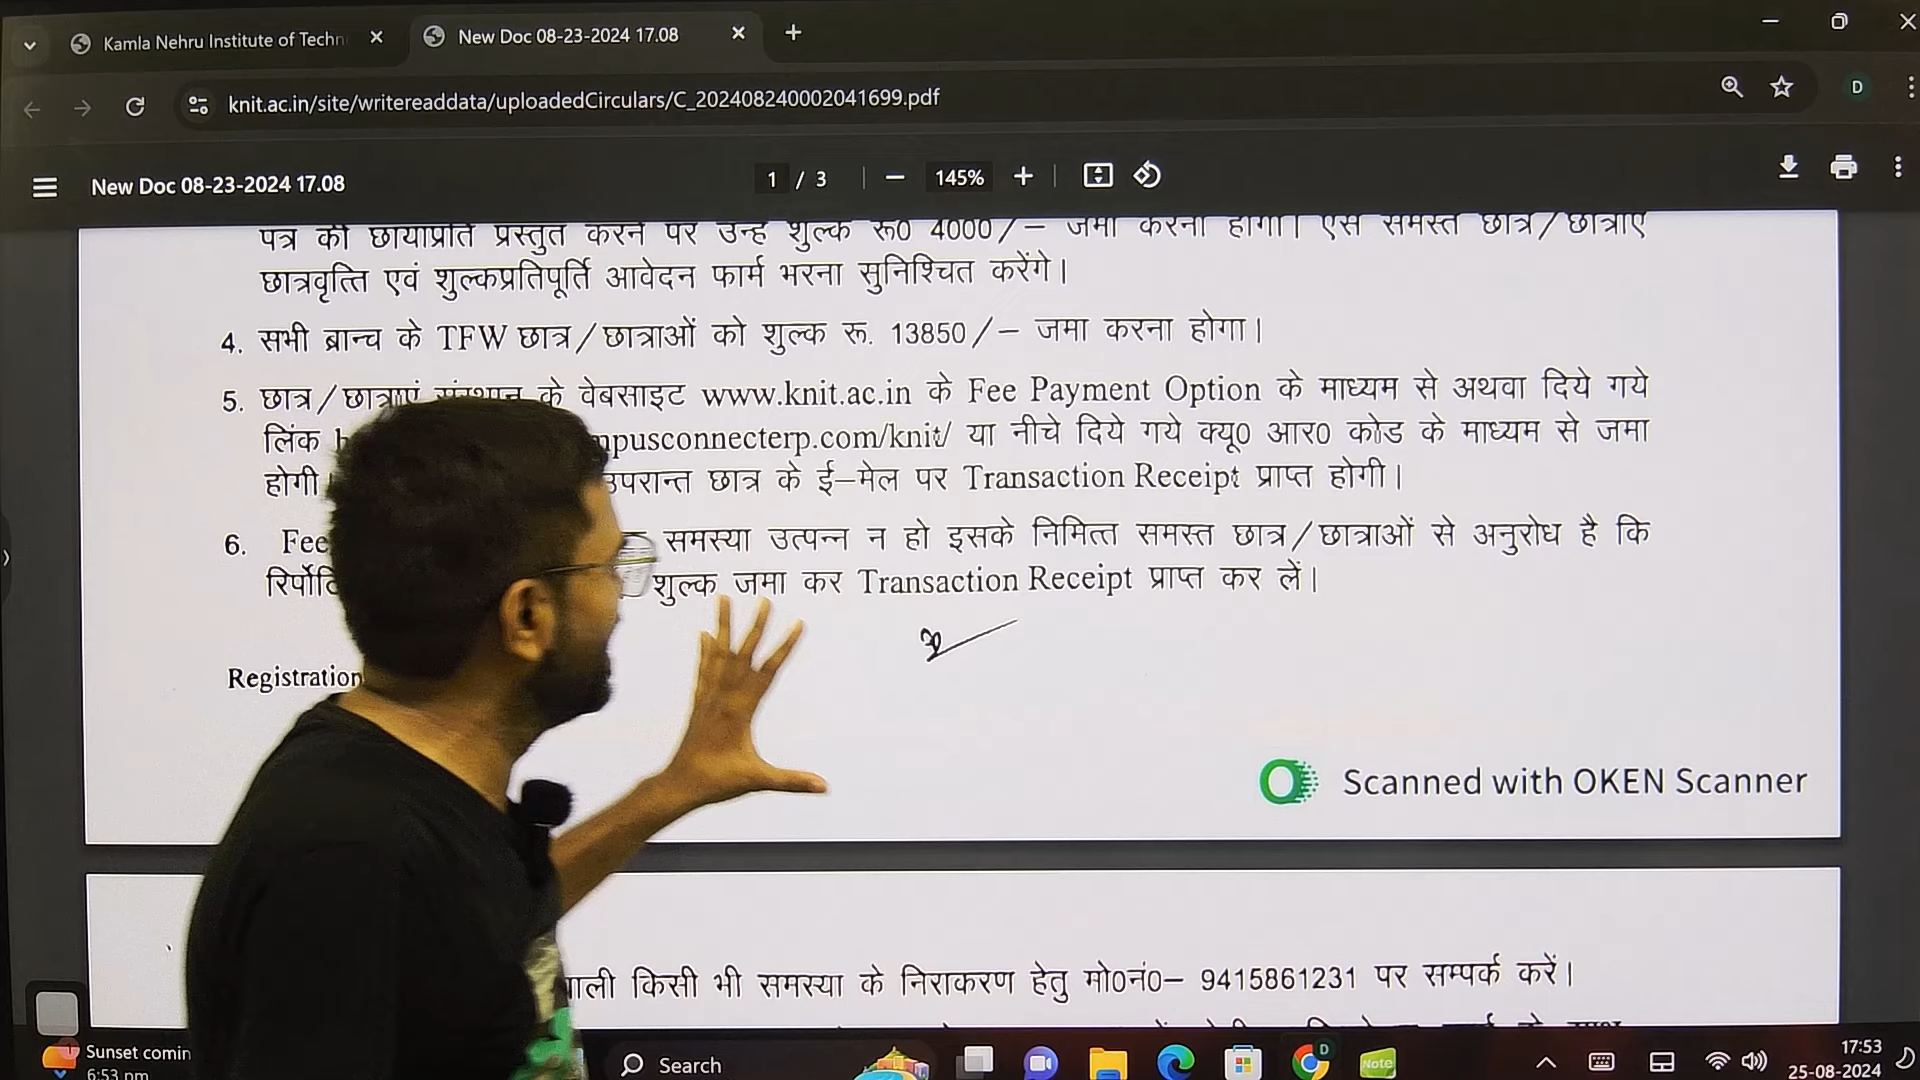 Kamla Nehru Institute of Techn
New Doc 08-23-2024 17.08
knit.ac.in/site/writereaddata/uploadedCirculars/C_202408240002041699.pdf
D
New Doc 08-23-2024 17.08
1 / 3
145%
पत्र की छायाप्रति प्रस्तुत करने पर उन्हे शुल्क रू0 4000/– जमा करना होगा। ऐसे समस्त छात्र/छात्राएं
छात्रवृत्ति एवं शुल्कप्रतिपूर्ति आवेदन फार्म भरना सुनिश्चित करेंगे।
4. सभी ब्रान्च के TFW छात्र/छात्राओं को शुल्क रू. 13850/– जमा करना होगा।
5. छात्र/छात्राएं संस्थान के वेबसाइट www.knit.ac.in के Fee Payment Option के माध्यम से अथवा दिये गये
लिंक h mpusconnecterp.com/knit/ या नीचे दिये गये क्यू0 आर0 कोड के माध्यम से जमा
होगी। उपरान्त छात्र के ई–मेल पर Transaction Receipt प्राप्त होगी।
6. Fee समस्या उत्पन्न न हो इसके निमित्त समस्त छात्र/छात्राओं से अनुरोध है कि
शुल्क जमा कर Transaction Receipt प्राप्त कर लें।
Registration
Scanned with OKEN Scanner
किसी भी समस्या के निराकरण हेतु मो0नं0– 9415861231 पर सम्पर्क करें।
Sunset comin
6:53 pm
Search
D
Note
17:53
25-08-2024